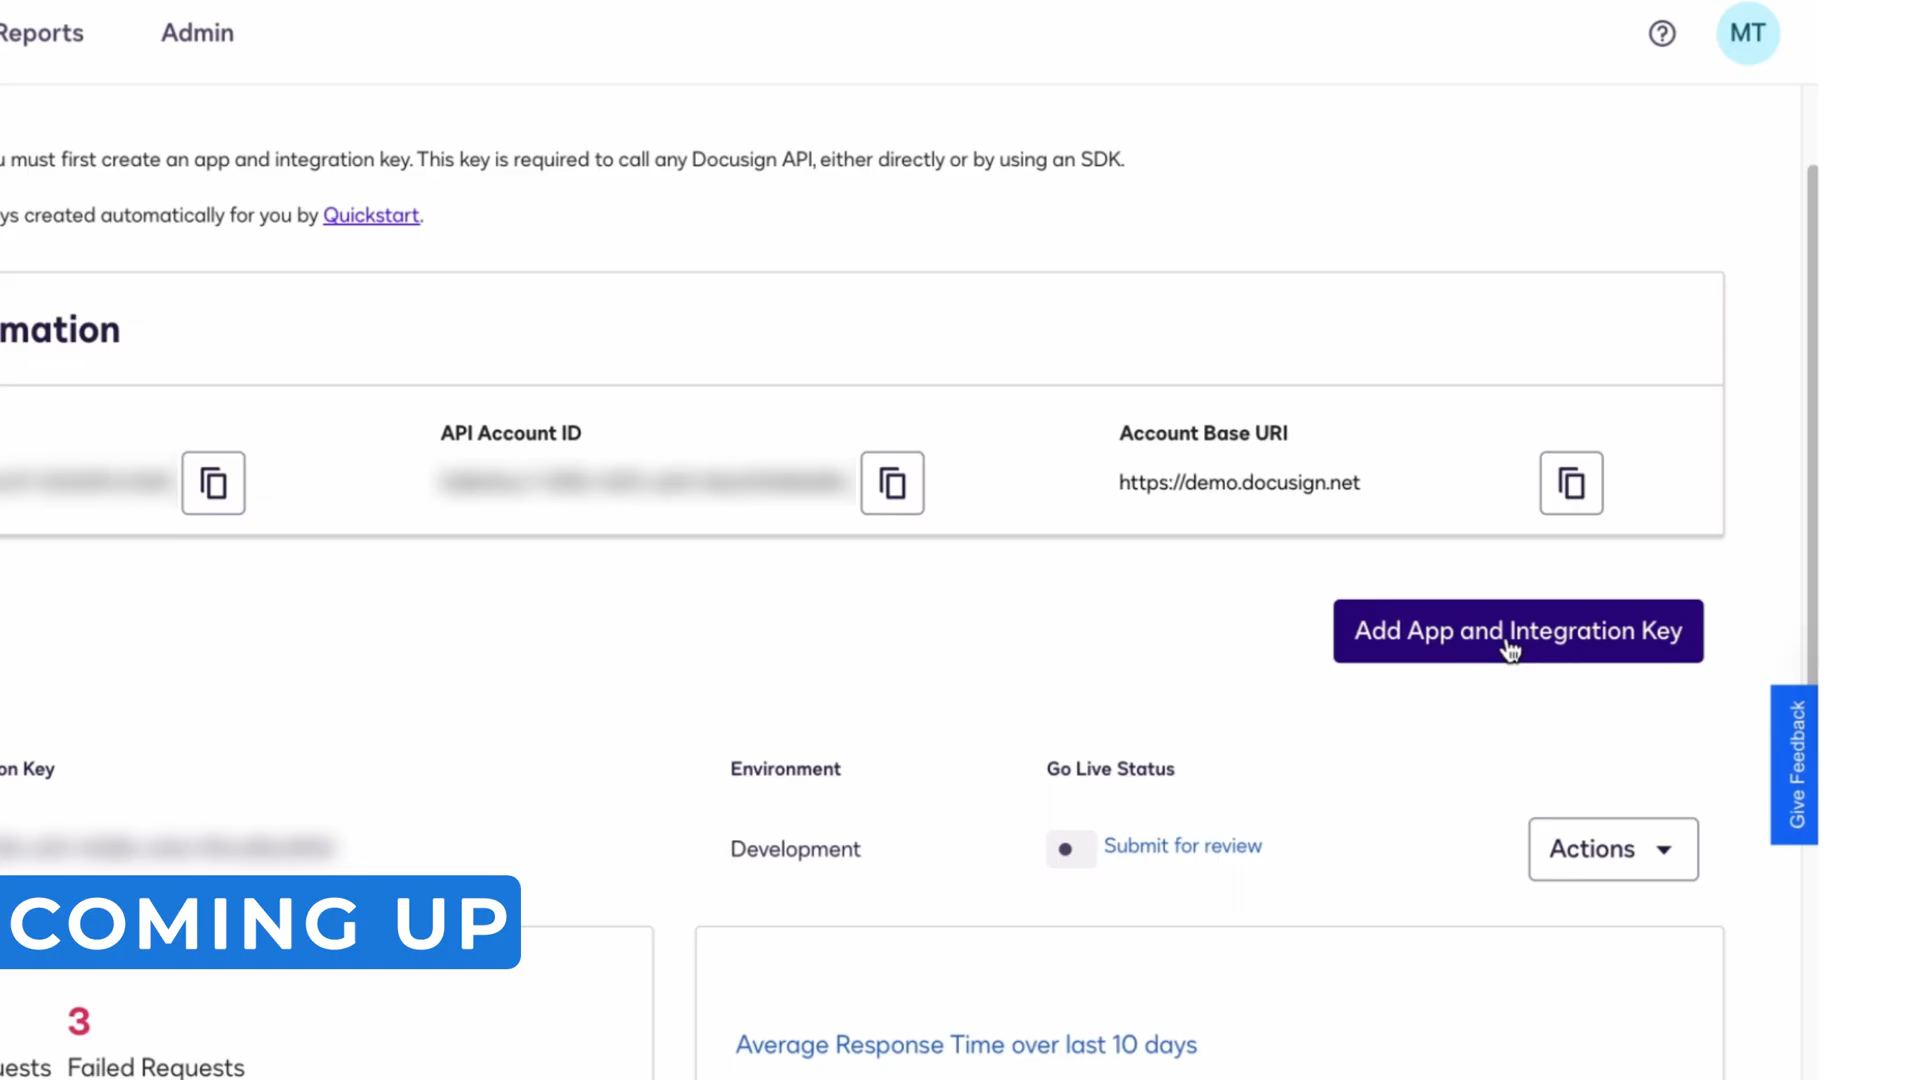 Reports Admin MT
must first create an app and integration key. This key is required to call any Docusign API, either directly or by using an SDK.
ys created automatically for you by Quickstart.
mation
API Account ID Account Base URI
https://demo.docusign.net
Add App and Integration Key
Give Feedback
on Key Environment Go Live Status
Development Submit for review Actions
COMING UP
3
uests Failed Requests
Average Response Time over last 10 days